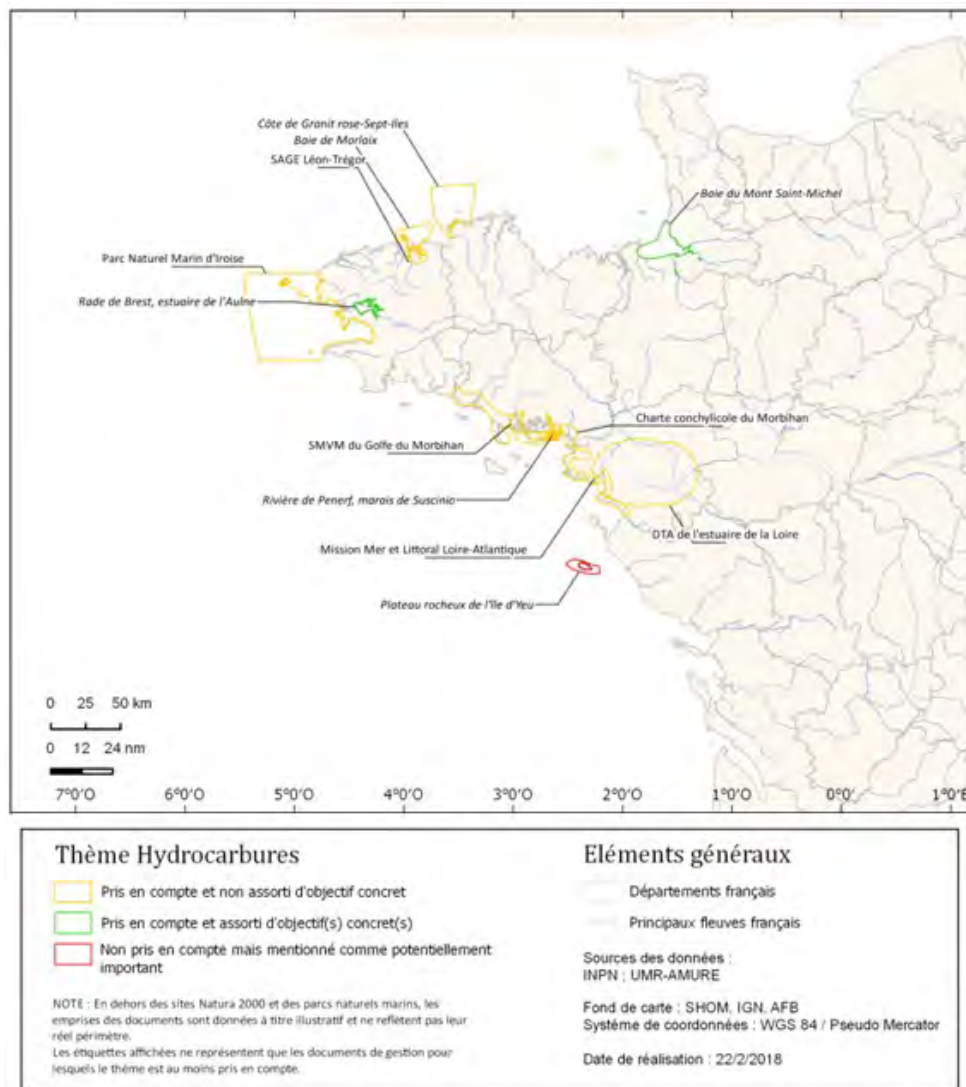 Côte de Granit rose-Sept-Iles
Baie de Morlaix
SAGE Léon-Trégor
Baie du Mont Saint-Michel
Parc Naturel Marin d'Iroise
Rade de Brest, estuaire de l'Aulne
Charte conchylicole du Morbihan
SMVM du Golfe du Morbihan
Rivière de Penerf, marais de Suscinio
DTA de l'estuaire de la Loire
Mission Mer et Littoral Loire-Atlantique
Plateau rocheux de l'île d'Yeu
0 25 50 km
0 12 24 nm
7°0'0 6°0'0 5°0'0 4°0'0 3°0'0 2°0'0 1°0'0 0°0' 1°0'E
Thème Hydrocarbures
Pris en compte et non assorti d'objectif concret
Pris en compte et assorti d'objectif(s) concret(s)
Non pris en compte mais mentionné comme potentiellement
important
NOTE : En dehors des sites Natura 2000 et des parcs naturels marins, les
emprises des documents sont données à titre illustratif et ne reflètent pas leur
réel périmètre.
Les étiquettes affichées ne représentent que les documents de gestion pour
lesquels le thème est au moins pris en compte.
Eléments généraux
Départements français
Principaux fleuves français
Sources des données :
INPN ; UMR-AMURE
Fond de carte : SHOM, IGN, AFB
Système de coordonnées : WGS 84 / Pseudo Mercator
Date de réalisation : 22/2/2018